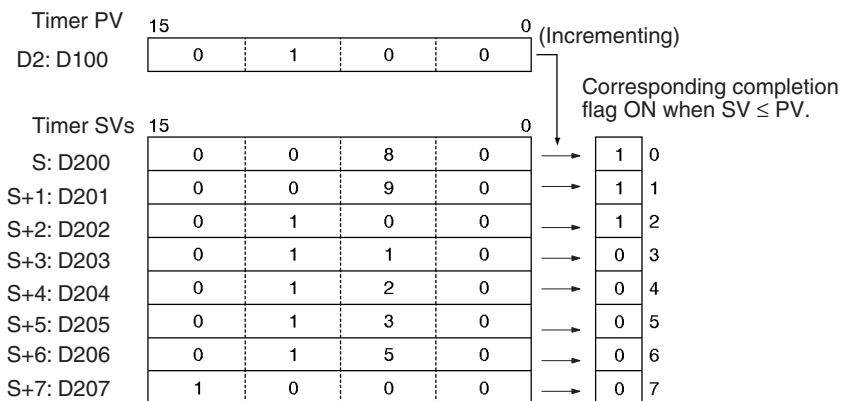 Timer PV 15 0 (Incrementing)
D2: D100 0 1 0 0
Corresponding completion
flag ON when SV ≤ PV.
Timer SVs 15 0
S: D200 0 0 8 0 1 0
S+1: D201 0 0 9 0 1 1
S+2: D202 0 1 0 0 1 2
S+3: D203 0 1 1 0 0 3
S+4: D204 0 1 2 0 0 4
S+5: D205 0 1 3 0 0 5
S+6: D206 0 1 5 0 0 6
S+7: D207 1 0 0 0 0 7